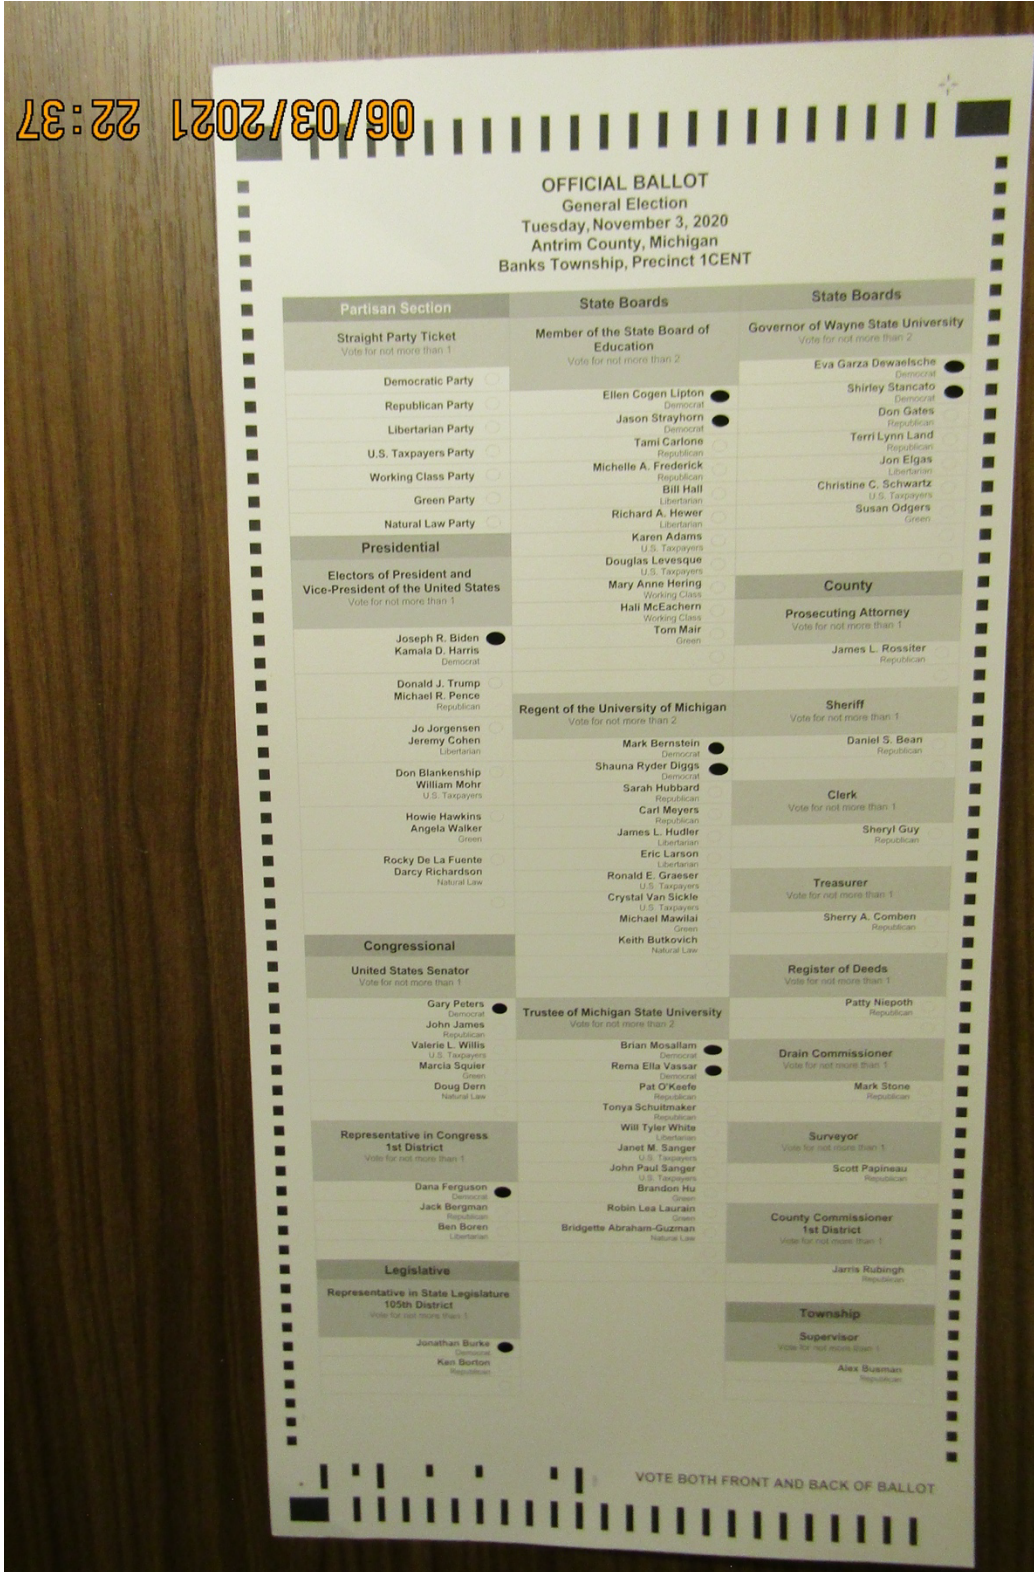 06/03/2021 22:37
OFFICIAL BALLOT
General Election
Tuesday, November 3, 2020
Antrim County, Michigan
Banks Township, Precinct 1CENT
Partisan Section
Straight Party Ticket
Vote for not more than 1
Democratic Party
Republican Party
Libertarian Party
U.S. Taxpayers Party
Working Class Party
Green Party
Natural Law Party
Presidential
Electors of President and
Vice-President of the United States
Vote for not more than 1
Joseph R. Biden
Kamala D. Harris
Democrat
Donald J. Trump
Michael R. Pence
Republican
Jo Jorgensen
Jeremy Cohen
Libertarian
Don Blankenship
William Mohr
U.S. Taxpayers
Howie Hawkins
Angela Walker
Green
Rocky De La Fuente
Darcy Richardson
Natural Law
Congressional
United States Senator
Vote for not more than 1
Gary Peters
Democrat
John James
Republican
Valerie L. Willis
U.S. Taxpayers
Marcia Squier
Green
Doug Dern
Natural Law
Representative in Congress
1st District
Vote for not more than 1
Dana Ferguson
Democrat
Jack Bergman
Republican
Ben Boren
Libertarian
Legislative
Representative in State Legislature
105th District
Vote for not more than 1
Jonathan Burke
Democrat
Ken Borton
Republican
State Boards
Member of the State Board of
Education
Vote for not more than 2
Ellen Cogen Lipton
Democrat
Jason Strayhorn
Democrat
Tami Carlone
Republican
Michelle A. Frederick
Republican
Bill Hall
Libertarian
Richard A. Hewer
Libertarian
Karen Adams
U.S. Taxpayers
Douglas Levesque
U.S. Taxpayers
Mary Anne Hering
Working Class
Hali McEachern
Working Class
Tom Mair
Green
Regent of the University of Michigan
Vote for not more than 2
Mark Bernstein
Democrat
Shauna Ryder Diggs
Democrat
Sarah Hubbard
Republican
Carl Meyers
Republican
James L. Hudler
Libertarian
Eric Larson
Libertarian
Ronald E. Graeser
U.S. Taxpayers
Crystal Van Sickle
U.S. Taxpayers
Michael Mawilai
Green
Keith Butkovich
Natural Law
Trustee of Michigan State University
Vote for not more than 2
Brian Mosallam
Democrat
Rema Ella Vassar
Democrat
Pat O'Keefe
Republican
Tonya Schuitmaker
Republican
Will Tyler White
Libertarian
Janet M. Sanger
U.S. Taxpayers
John Paul Sanger
U.S. Taxpayers
Brandon Hu
Green
Robin Lea Laurain
Green
Bridgette Abraham-Guzman
Natural Law
State Boards
Governor of Wayne State University
Vote for not more than 2
Eva Garza Dewaelsche
Democrat
Shirley Stancato
Democrat
Don Gates
Republican
Terri Lynn Land
Republican
Jon Elgas
Libertarian
Christine C. Schwartz
U.S. Taxpayers
Susan Odgers
Green
County
Prosecuting Attorney
Vote for not more than 1
James L. Rossiter
Republican
Sheriff
Vote for not more than 1
Daniel S. Bean
Republican
Clerk
Vote for not more than 1
Sheryl Guy
Republican
Treasurer
Vote for not more than 1
Sherry A. Comben
Republican
Register of Deeds
Vote for not more than 1
Patty Niepoth
Republican
Drain Commissioner
Vote for not more than 1
Mark Stone
Republican
Surveyor
Vote for not more than 1
Scott Papineau
Republican
County Commissioner
1st District
Vote for not more than 1
Jarris Rubingh
Republican
Township
Supervisor
Vote for not more than 1
Alex Busman
Republican
VOTE BOTH FRONT AND BACK OF BALLOT